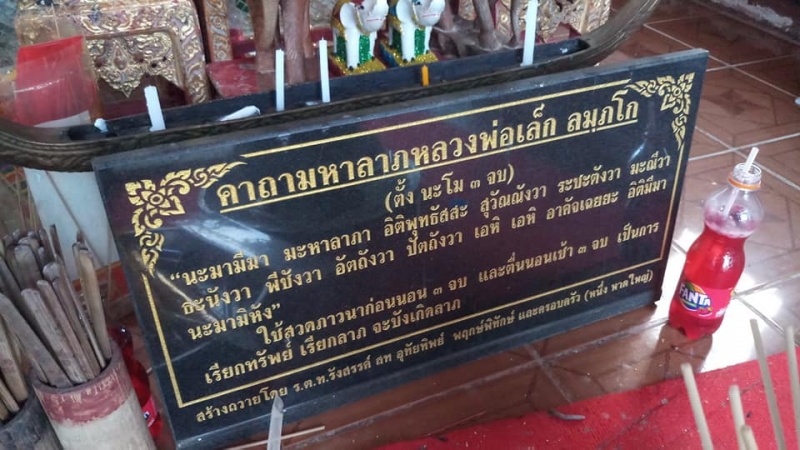 คาถามหาลาภหลวงพ่อเล็ก ลมฺภโก
(ตั้ง นะโม ๓ จบ)
“นะมามีมา มะหาลาภา อิติพุทธัสสะ สุวัณณังวา ระชะตังวา มะณีวา
ธะนังวา พีชังวา อัตถังวา ปัตถังวา เอหิ เอหิ อาคัจเฉยยะ อิติมีมา
นะมามิหัง”
ใช้สวดภาวนาก่อนนอน ๓ จบ และตื่นนอนเช้า ๓ จบ เป็นการ
เรียกทรัพย์ เรียกลาภ จะบังเกิดลาภ
สร้างถวายโดย ร.ต.ท.รังสรรค์ สท อุทัยทิพย์ พฤกษ์พิทักษ์ และครอบครัว (หนึ่ง หาดใหญ่)
FANTA